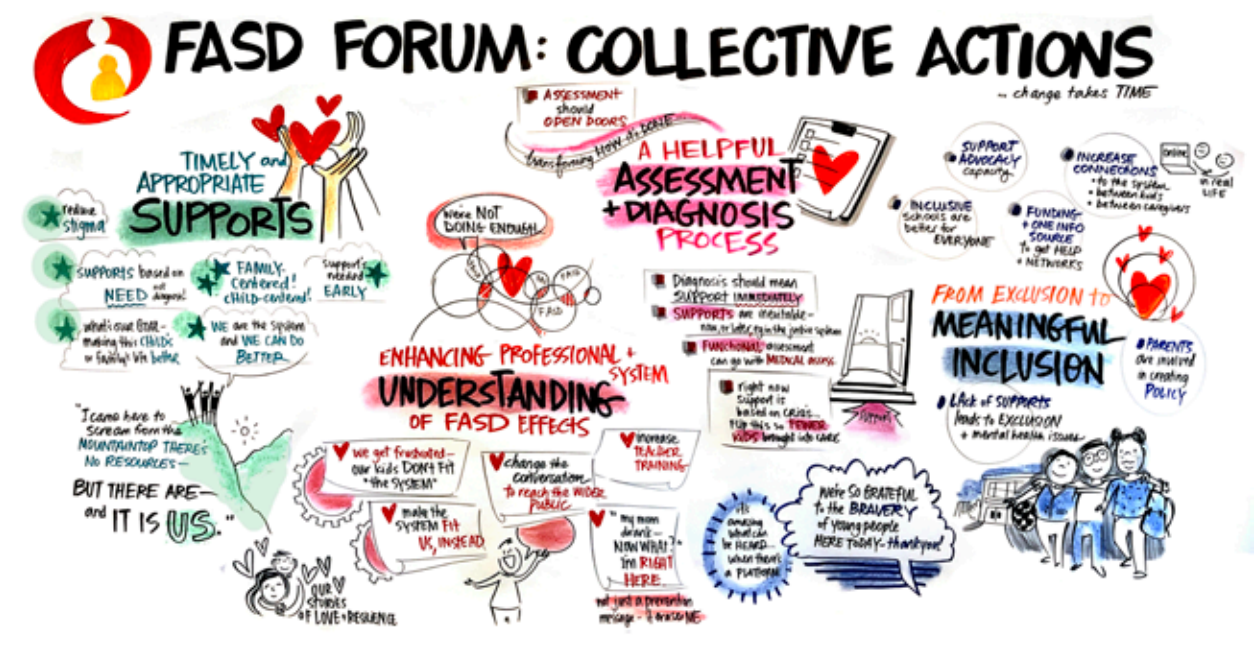 FASD FORUM: COLLECTIVE ACTIONS
... change takes TIME
TIMELY and
APPROPRIATE
SUPPORTS
reduce
stigma
SUPPORTS based on
NEED not diagnosis!
FAMILY-
Centered!
CHILD-centered!
supports
needed
EARLY
what's our GOAL-
making this CHILD's
or family's life better
WE are the system
and WE CAN DO
BETTER
"I came here to
scream from the
MOUNTAINTOP THERE'S
NO RESOURCES—
BUT THERE ARE—
and IT IS US."
OUR
STORIES
OF LOVE + RESILIENCE
We're NOT
DOING ENOUGH
FASD
ENHANCING PROFESSIONAL +
SYSTEM
UNDERSTANDING
OF FASD EFFECTS
we get frustrated—
our kids DON'T FIT
"the SYSTEM"
make the
SYSTEM FIT
US, INSTEAD
change the
conversation
to reach the WIDER
PUBLIC
increase
TEACHER
TRAINING
"my mom
drank—
NOW WHAT?
I'm RIGHT
HERE.
not just a prevention
message - it erases ME
ASSESSMENT
should
OPEN DOORS
transforming HOW it's DONE
A HELPFUL
ASSESSMENT
+ DIAGNOSIS
PROCESS
Diagnosis should mean
SUPPORT IMMEDIATELY
SUPPORTS are inevitable—
now, or later eg in the justice system
FUNCTIONAL assessment
can go with MEDICAL
right now
support is
based on CRISIS...
FLIP this so FEWER
KIDS brought into CARE
SUPPORT
it's
amazing
what can
be HEARD...
when there's
a PLATFORM
We're SO GRATEFUL
to the BRAVERY
of young people
HERE TODAY - thank you!
SUPPORT
ADVOCACY
capacity
INCREASE
CONNECTIONS
• to the system
• between kids
• between caregivers
online
in real
LIFE
INCLUSIVE
schools are
better for
EVERYONE
FUNDING
+ ONE INFO
SOURCE
to get HELP
+ NETWORKS
FROM EXCLUSION to
MEANINGFUL
INCLUSION
PARENTS
are involved
in creating
POLICY
LACK of SUPPORTS
leads to EXCLUSION
+ mental health issues